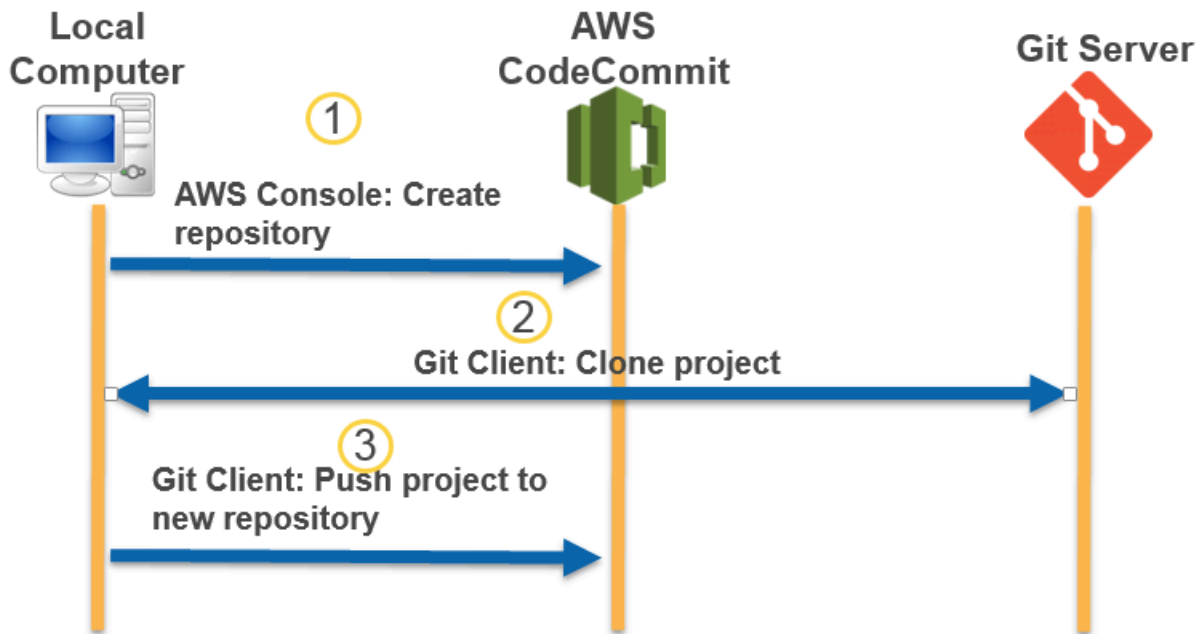 Local
Computer
AWS
CodeCommit
Git Server
1
AWS Console: Create
repository
2
Git Client: Clone project
3
Git Client: Push project to
new repository